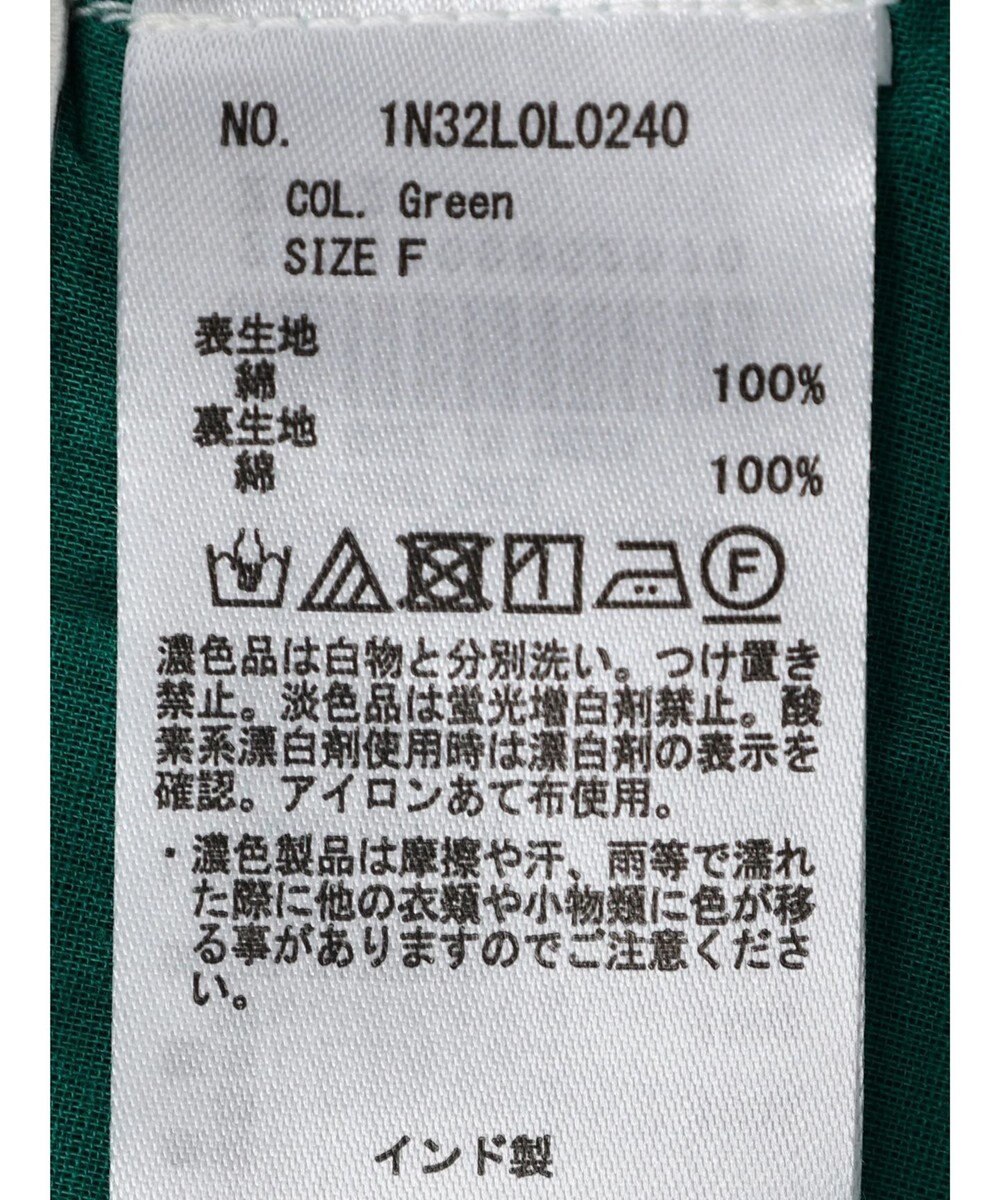 NO. 1N32L0L0240
COL. Green
SIZE F
表生地
綿 100%
裏生地
綿 100%
F
濃色品は白物と分別洗い。つけ置き
禁止。淡色品は蛍光増白剤禁止。酸
素系漂白剤使用時は漂白剤の表示を
確認。アイロンあて布使用。
・濃色製品は摩擦や汗、雨等で濡れ
た際に他の衣類や小物類に色が移
る事がありますのでご注意くださ
い。
インド製